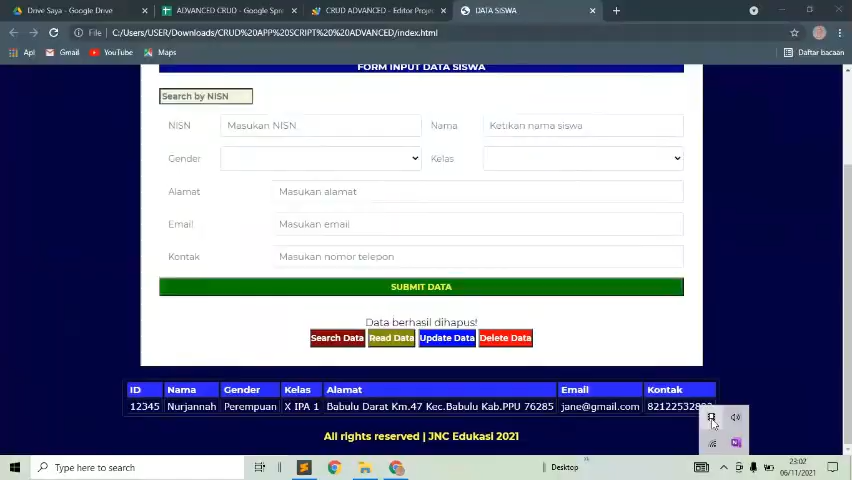 Drive Saya - Google Drive
ADVANCED CRUD - Google Spre
CRUD ADVANCED - Editor Proje
DATA SISWA
File
C:/Users/USER/Downloads/CRUD%20APP%20SCRIPT%20%20ADVANCED/index.html
Gmail
YouTube
Maps
Daftar bacaan
FORM INPUT DATA SISWA
Search by NISN
NISN
Masukan NISN
Nama
Ketikan nama siswa
Gender
Kelas
Alamat
Masukan alamat
Email
Masukan email
Kontak
Masukan nomor telepon
SUBMIT DATA
Data berhasil dihapus!
Search Data
Read Data
Update Data
Delete Data
ID Nama Gender Kelas Alamat Email Kontak
12345 Nurjannah Perempuan X IPA 1 Babulu Darat Km.47 Kec.Babulu Kab.PPU 76285 jane@gmail.com
All rights reserved | JNC Edukasi 2021
Type here to search
Desktop
23:02
06/11/2021